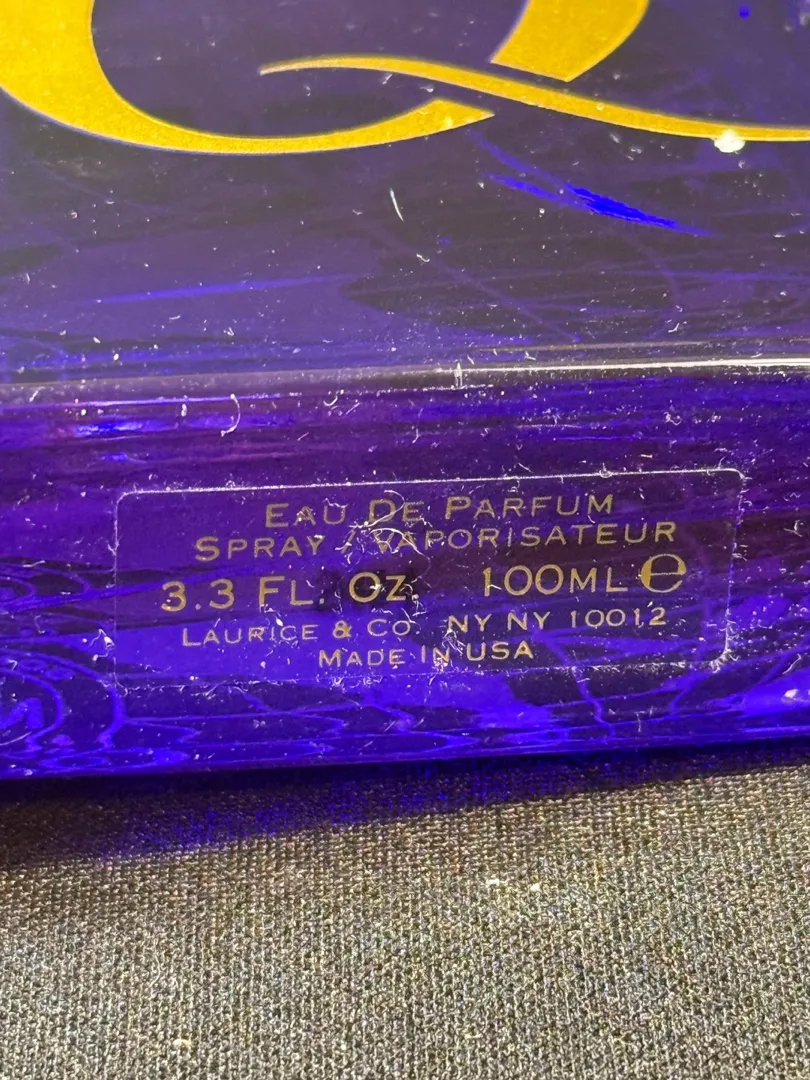 Q
EAU DE PARFUM
SPRAY / VAPORISATEUR
3.3 FL. OZ. 100ML ℮
LAURICE & CO. NY NY 10012
MADE IN USA